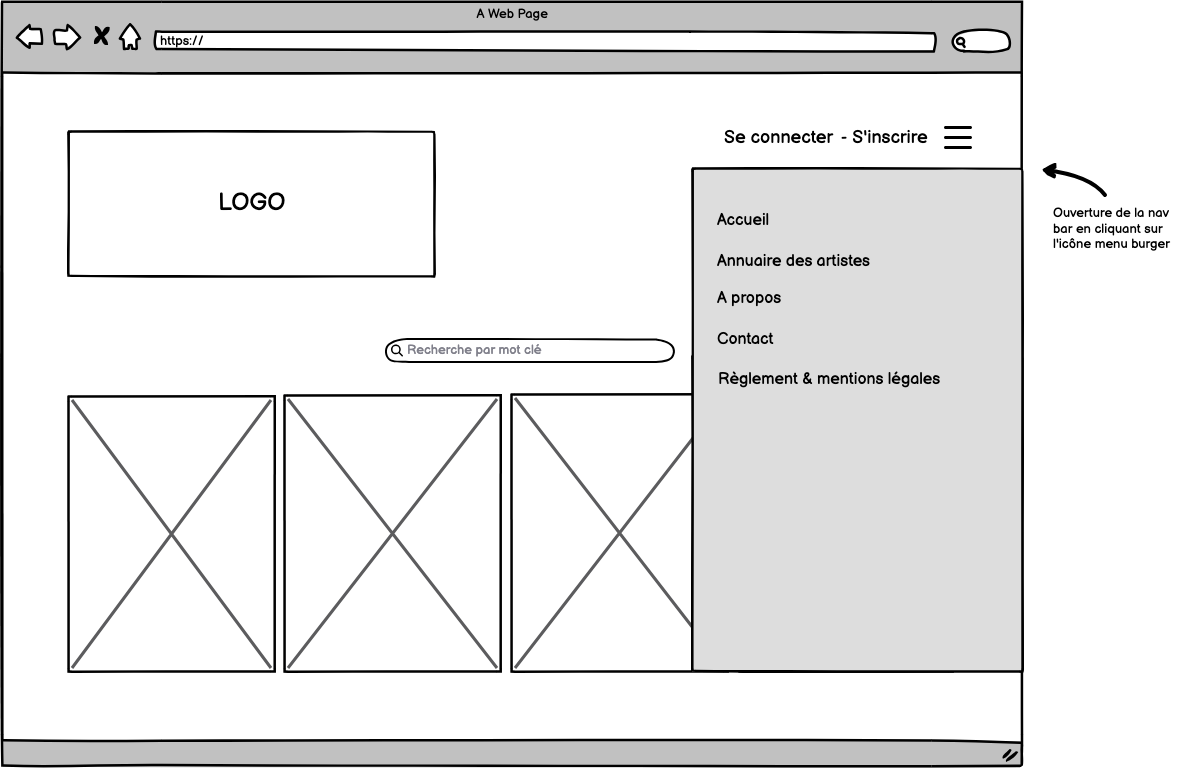 A Web Page
https://
Se connecter - S'inscrire
LOGO
Accueil
Ouverture de la nav
bar en cliquant sur
l'icône menu burger
Annuaire des artistes
A propos
Contact
Recherche par mot clé
Règlement & mentions légales